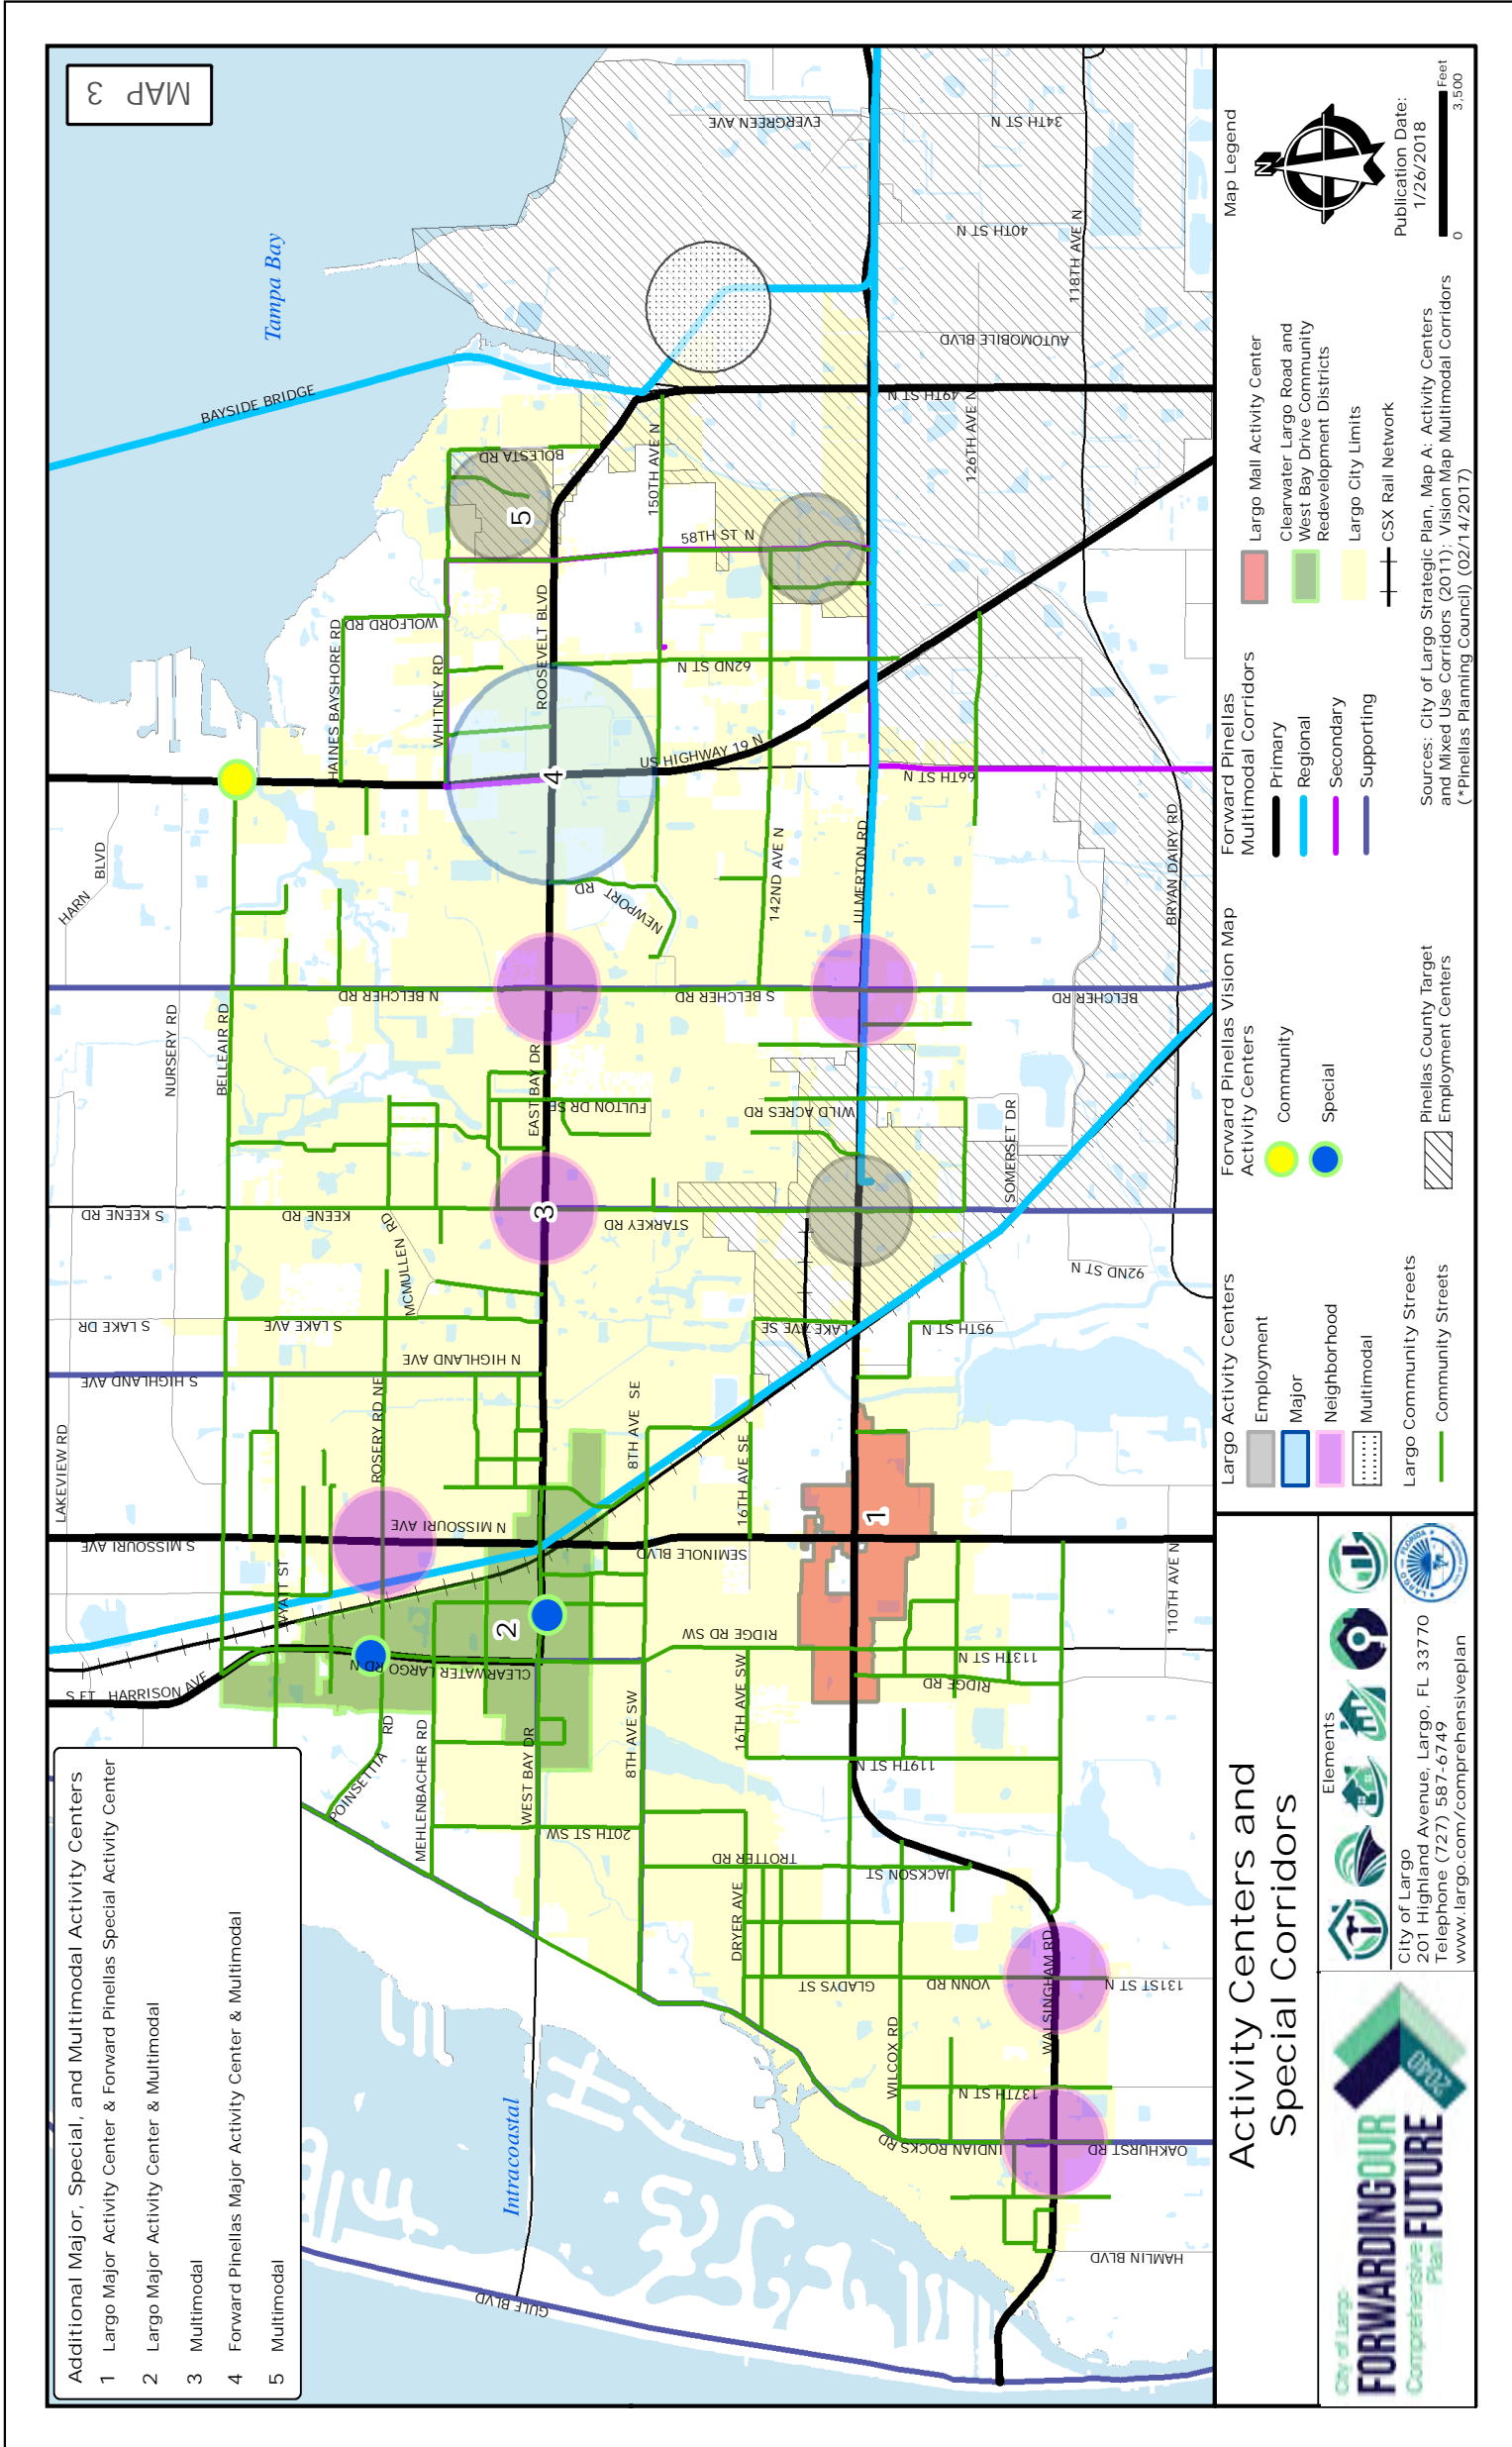 MAP 3
Tampa Bay
BAYSIDE BRIDGE
EVERGREEN AVE
34TH ST N
40TH ST N
118TH AVE N
AUTOMOBILE BLVD
49TH ST N
126TH AVE N
150TH AVE N
BOLESTA RD
5
58TH ST N
WOLFORD RD
HAINES BAYSHORE RD
WHITNEY RD
ROOSEVELT BLVD
62ND ST N
US HIGHWAY 19 N
4
66TH ST N
HARN
BLVD
NEWPORT
RD
142ND AVE N
ULMERTON RD
BRYAN DAIRY RD
N BELCHER RD
S BELCHER RD
BELCHER RD
NURSERY RD
BELLEAIR RD
EAST BAY DR
FULTON DR SE
WILD ACRES RD
SOMERSET DR
S KEENE RD
KEENE RD
3
STARKEY RD
MCMULLEN
RD
92ND ST N
S LAKE DR
S LAKE AVE
LAKE AVE SE
95TH ST N
S HIGHLAND AVE
N HIGHLAND AVE
LAKEVIEW RD
ROSERY RD NE
8TH AVE SE
16TH AVE SE
S MISSOURI AVE
N MISSOURI AVE
SEMINOLE BLVD
1
WYATT ST
2
110TH AVE N
RIDGE RD SW
113TH ST N
CLEARWATER LARGO RD N
S FT HARRISON AVE
RIDGE RD
16TH AVE SW
8TH AVE SW
POINSETTIA
RD
MEHLENBACHER RD
WEST BAY DR
119TH ST N
20TH ST SW
TROTTER RD
JACKSON ST
DRYER AVE
GLADYS ST
VONN RD
WALSINGHAM RD
131ST ST N
WILCOX RD
137TH ST N
INDIAN ROCKS RD
OAKHURST RD
HAMLIN BLVD
Intracoastal
GULF BLVD
Additional Major, Special, and Multimodal Activity Centers
1 Largo Major Activity Center & Forward Pinellas Special Activity Center
2 Largo Major Activity Center & Multimodal
3 Multimodal
4 Forward Pinellas Major Activity Center & Multimodal
5 Multimodal
Activity Centers and
Special Corridors
City of Largo
FORWARDINGOUR
FUTURE
Comprehensive
Plan
2040
Elements
City of Largo
201 Highland Avenue, Largo, FL 33770
Telephone (727) 587-6749
www.largo.com/comprehensiveplan
LARGO
FLORIDA
Map Legend
Largo Activity Centers
Employment
Major
Neighborhood
Multimodal
Largo Community Streets
Community Streets
Forward Pinellas Vision Map
Activity Centers
Community
Special
Pinellas County Target
Employment Centers
Forward Pinellas
Multimodal Corridors
Primary
Regional
Secondary
Supporting
Largo Mall Activity Center
Clearwater Largo Road and
West Bay Drive Community
Redevelopment Districts
Largo City Limits
CSX Rail Network
Sources: City of Largo Strategic Plan, Map A: Activity Centers
and Mixed Use Corridors (2011); Vision Map Multimodal Corridors
(*Pinellas Planning Council) (02/14/2017)
N
Publication Date:
1/26/2018
Feet
0 3,500